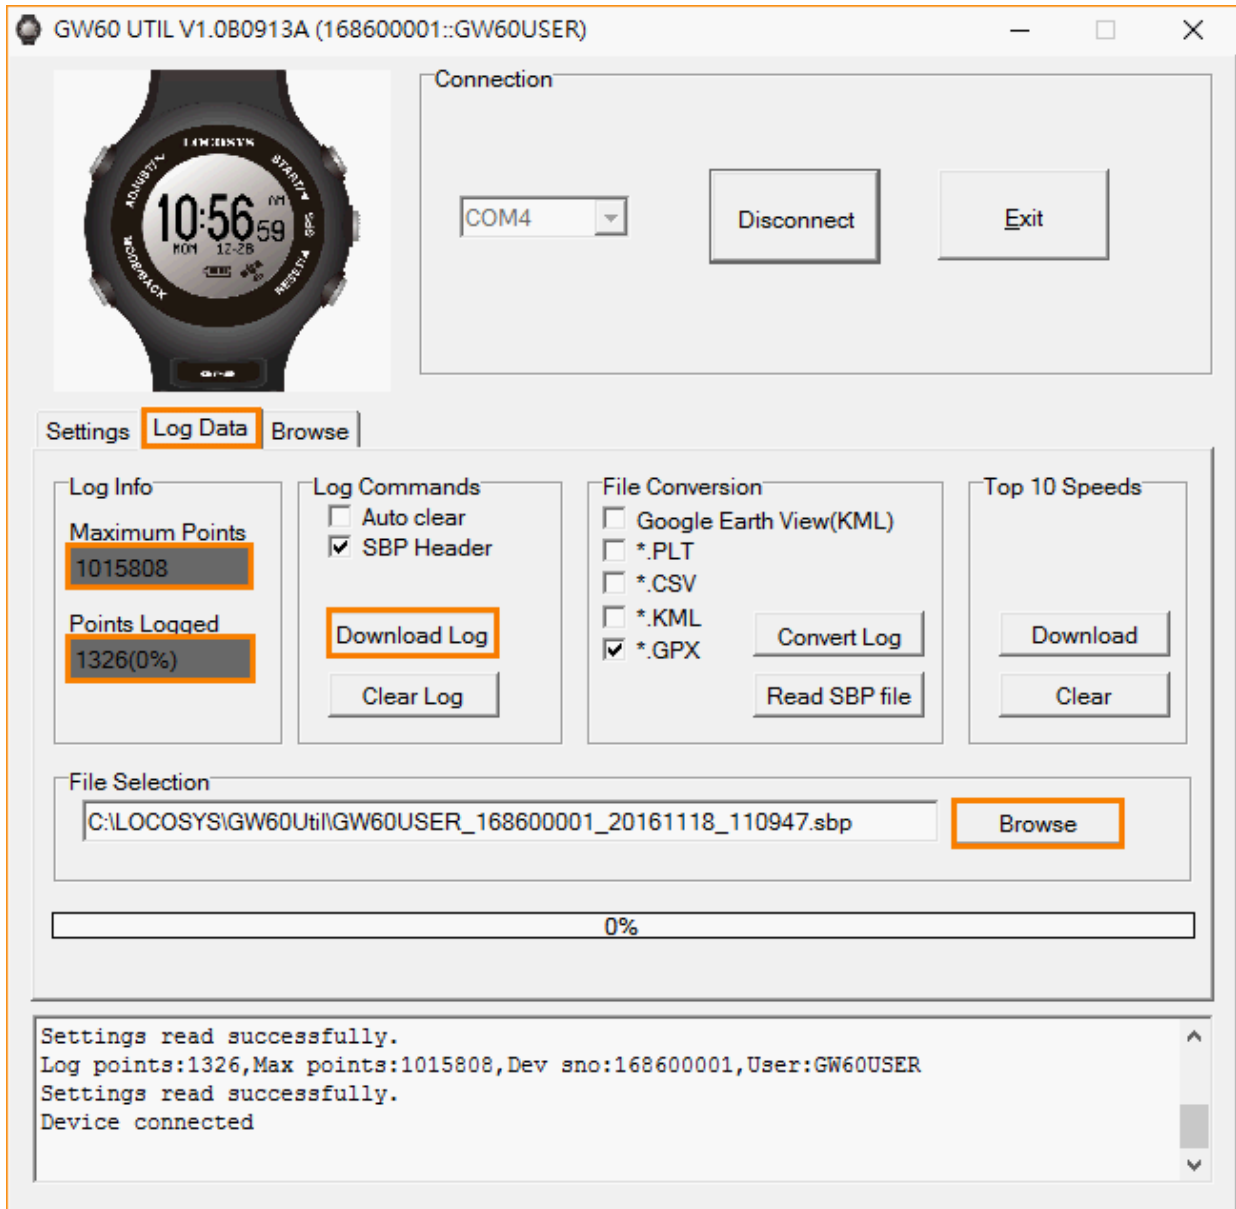 GW60 UTIL V1.0B0913A (168600001::GW60USER)
LOCOSYS
ADJUST/
START/
GPS
MODE/BACK
RESET/
10:56 59
AM
MON 12-28
Connection
COM4
Disconnect
Exit
Settings
Log Data
Browse
Log Info
Maximum Points
1015808
Points Logged
1326(0%)
Log Commands
Auto clear
SBP Header
Download Log
Clear Log
File Conversion
Google Earth View(KML)
*.PLT
*.CSV
*.KML
*.GPX
Convert Log
Read SBP file
Top 10 Speeds
Download
Clear
File Selection
C:\LOCOSYS\GW60Util\GW60USER_168600001_20161118_110947.sbp
Browse
0%
Settings read successfully.
Log points:1326,Max points:1015808,Dev sno:168600001,User:GW60USER
Settings read successfully.
Device connected